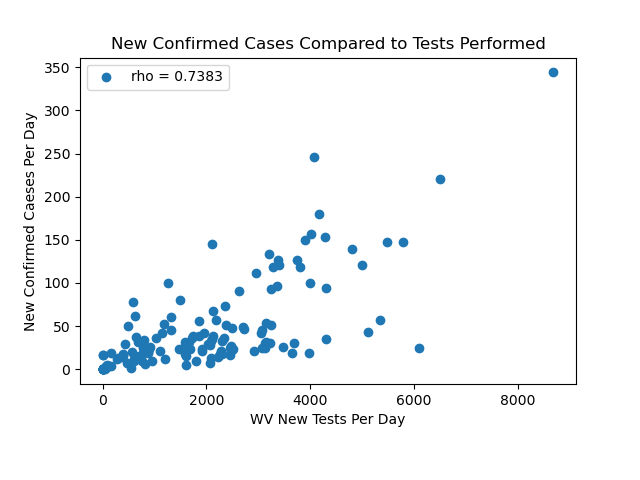 New Confirmed Cases Compared to Tests Performed
rho = 0.7383
New Confirmed Caeses Per Day
350
300
250
200
150
100
50
0
0 2000 4000 6000 8000
WV New Tests Per Day